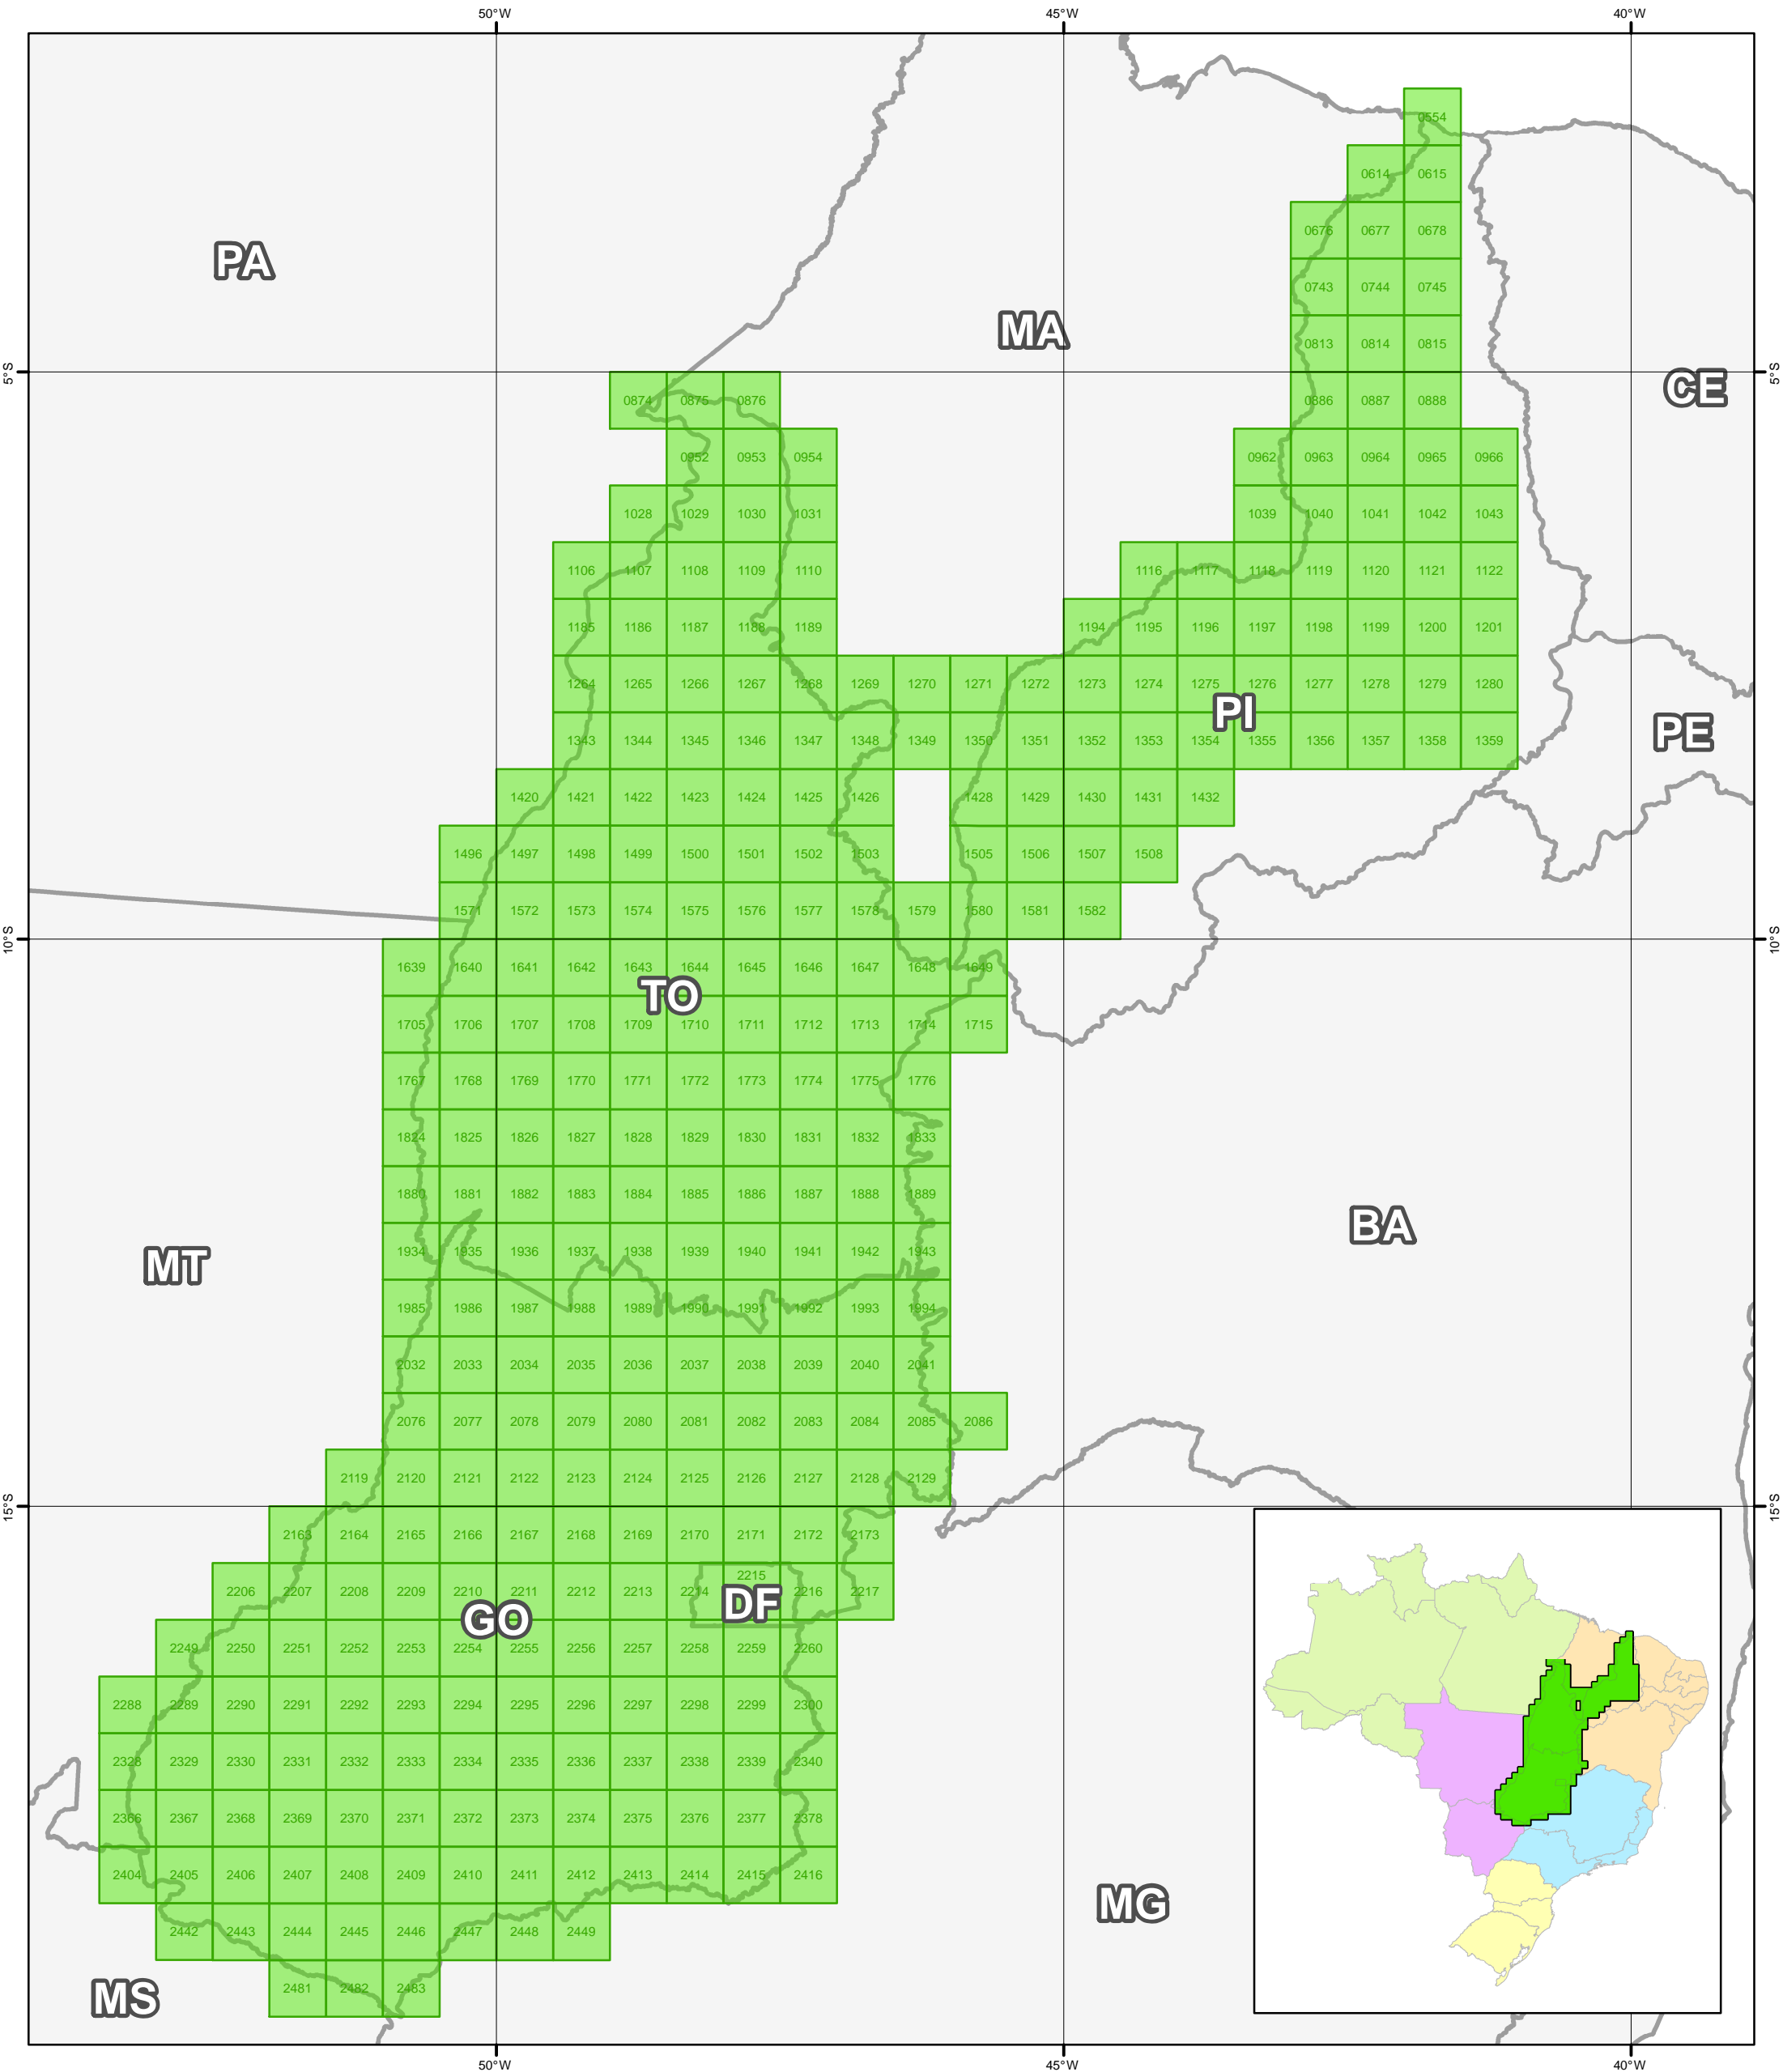 50°W 45°W 40°W
0554
0614 0615
0676 0677 0678
PA
0743 0744 0745
MA
0813 0814 0815
5°S 5°S
CE
0874 0875 0876 0886 0887 0888
0952 0953 0954 0962 0963 0964 0965 0966
1028 1029 1030 1031 1039 1040 1041 1042 1043
1106 1107 1108 1109 1110 1116 1117 1118 1119 1120 1121 1122
1185 1186 1187 1188 1189 1194 1195 1196 1197 1198 1199 1200 1201
1264 1265 1266 1267 1268 1269 1270 1271 1272 1273 1274 1275 1276 1277 1278 1279 1280
PI
PE
1343 1344 1345 1346 1347 1348 1349 1350 1351 1352 1353 1354 1355 1356 1357 1358 1359
1420 1421 1422 1423 1424 1425 1426 1428 1429 1430 1431 1432
1496 1497 1498 1499 1500 1501 1502 1503 1505 1506 1507 1508
1571 1572 1573 1574 1575 1576 1577 1578 1579 1580 1581 1582
10°S 10°S
1639 1640 1641 1642 1643 1644 1645 1646 1647 1648 1649
TO
1705 1706 1707 1708 1709 1710 1711 1712 1713 1714 1715
1767 1768 1769 1770 1771 1772 1773 1774 1775 1776
1824 1825 1826 1827 1828 1829 1830 1831 1832 1833
1880 1881 1882 1883 1884 1885 1886 1887 1888 1889
BA
1934 1935 1936 1937 1938 1939 1940 1941 1942 1943
MT
1985 1986 1987 1988 1989 1990 1991 1992 1993 1994
2032 2033 2034 2035 2036 2037 2038 2039 2040 2041
2076 2077 2078 2079 2080 2081 2082 2083 2084 2085 2086
2119 2120 2121 2122 2123 2124 2125 2126 2127 2128 2129
15°S 15°S
2163 2164 2165 2166 2167 2168 2169 2170 2171 2172 2173
2206 2207 2208 2209 2210 2211 2212 2213 2214 2215 2216 2217
GO DF
2249 2250 2251 2252 2253 2254 2255 2256 2257 2258 2259 2260
2288 2289 2290 2291 2292 2293 2294 2295 2296 2297 2298 2299 2300
2328 2329 2330 2331 2332 2333 2334 2335 2336 2337 2338 2339 2340
2366 2367 2368 2369 2370 2371 2372 2373 2374 2375 2376 2377 2378
2404 2405 2406 2407 2408 2409 2410 2411 2412 2413 2414 2415 2416
MG
2442 2443 2444 2445 2446 2447 2448 2449
MS
2481 2482 2483
50°W 45°W 40°W